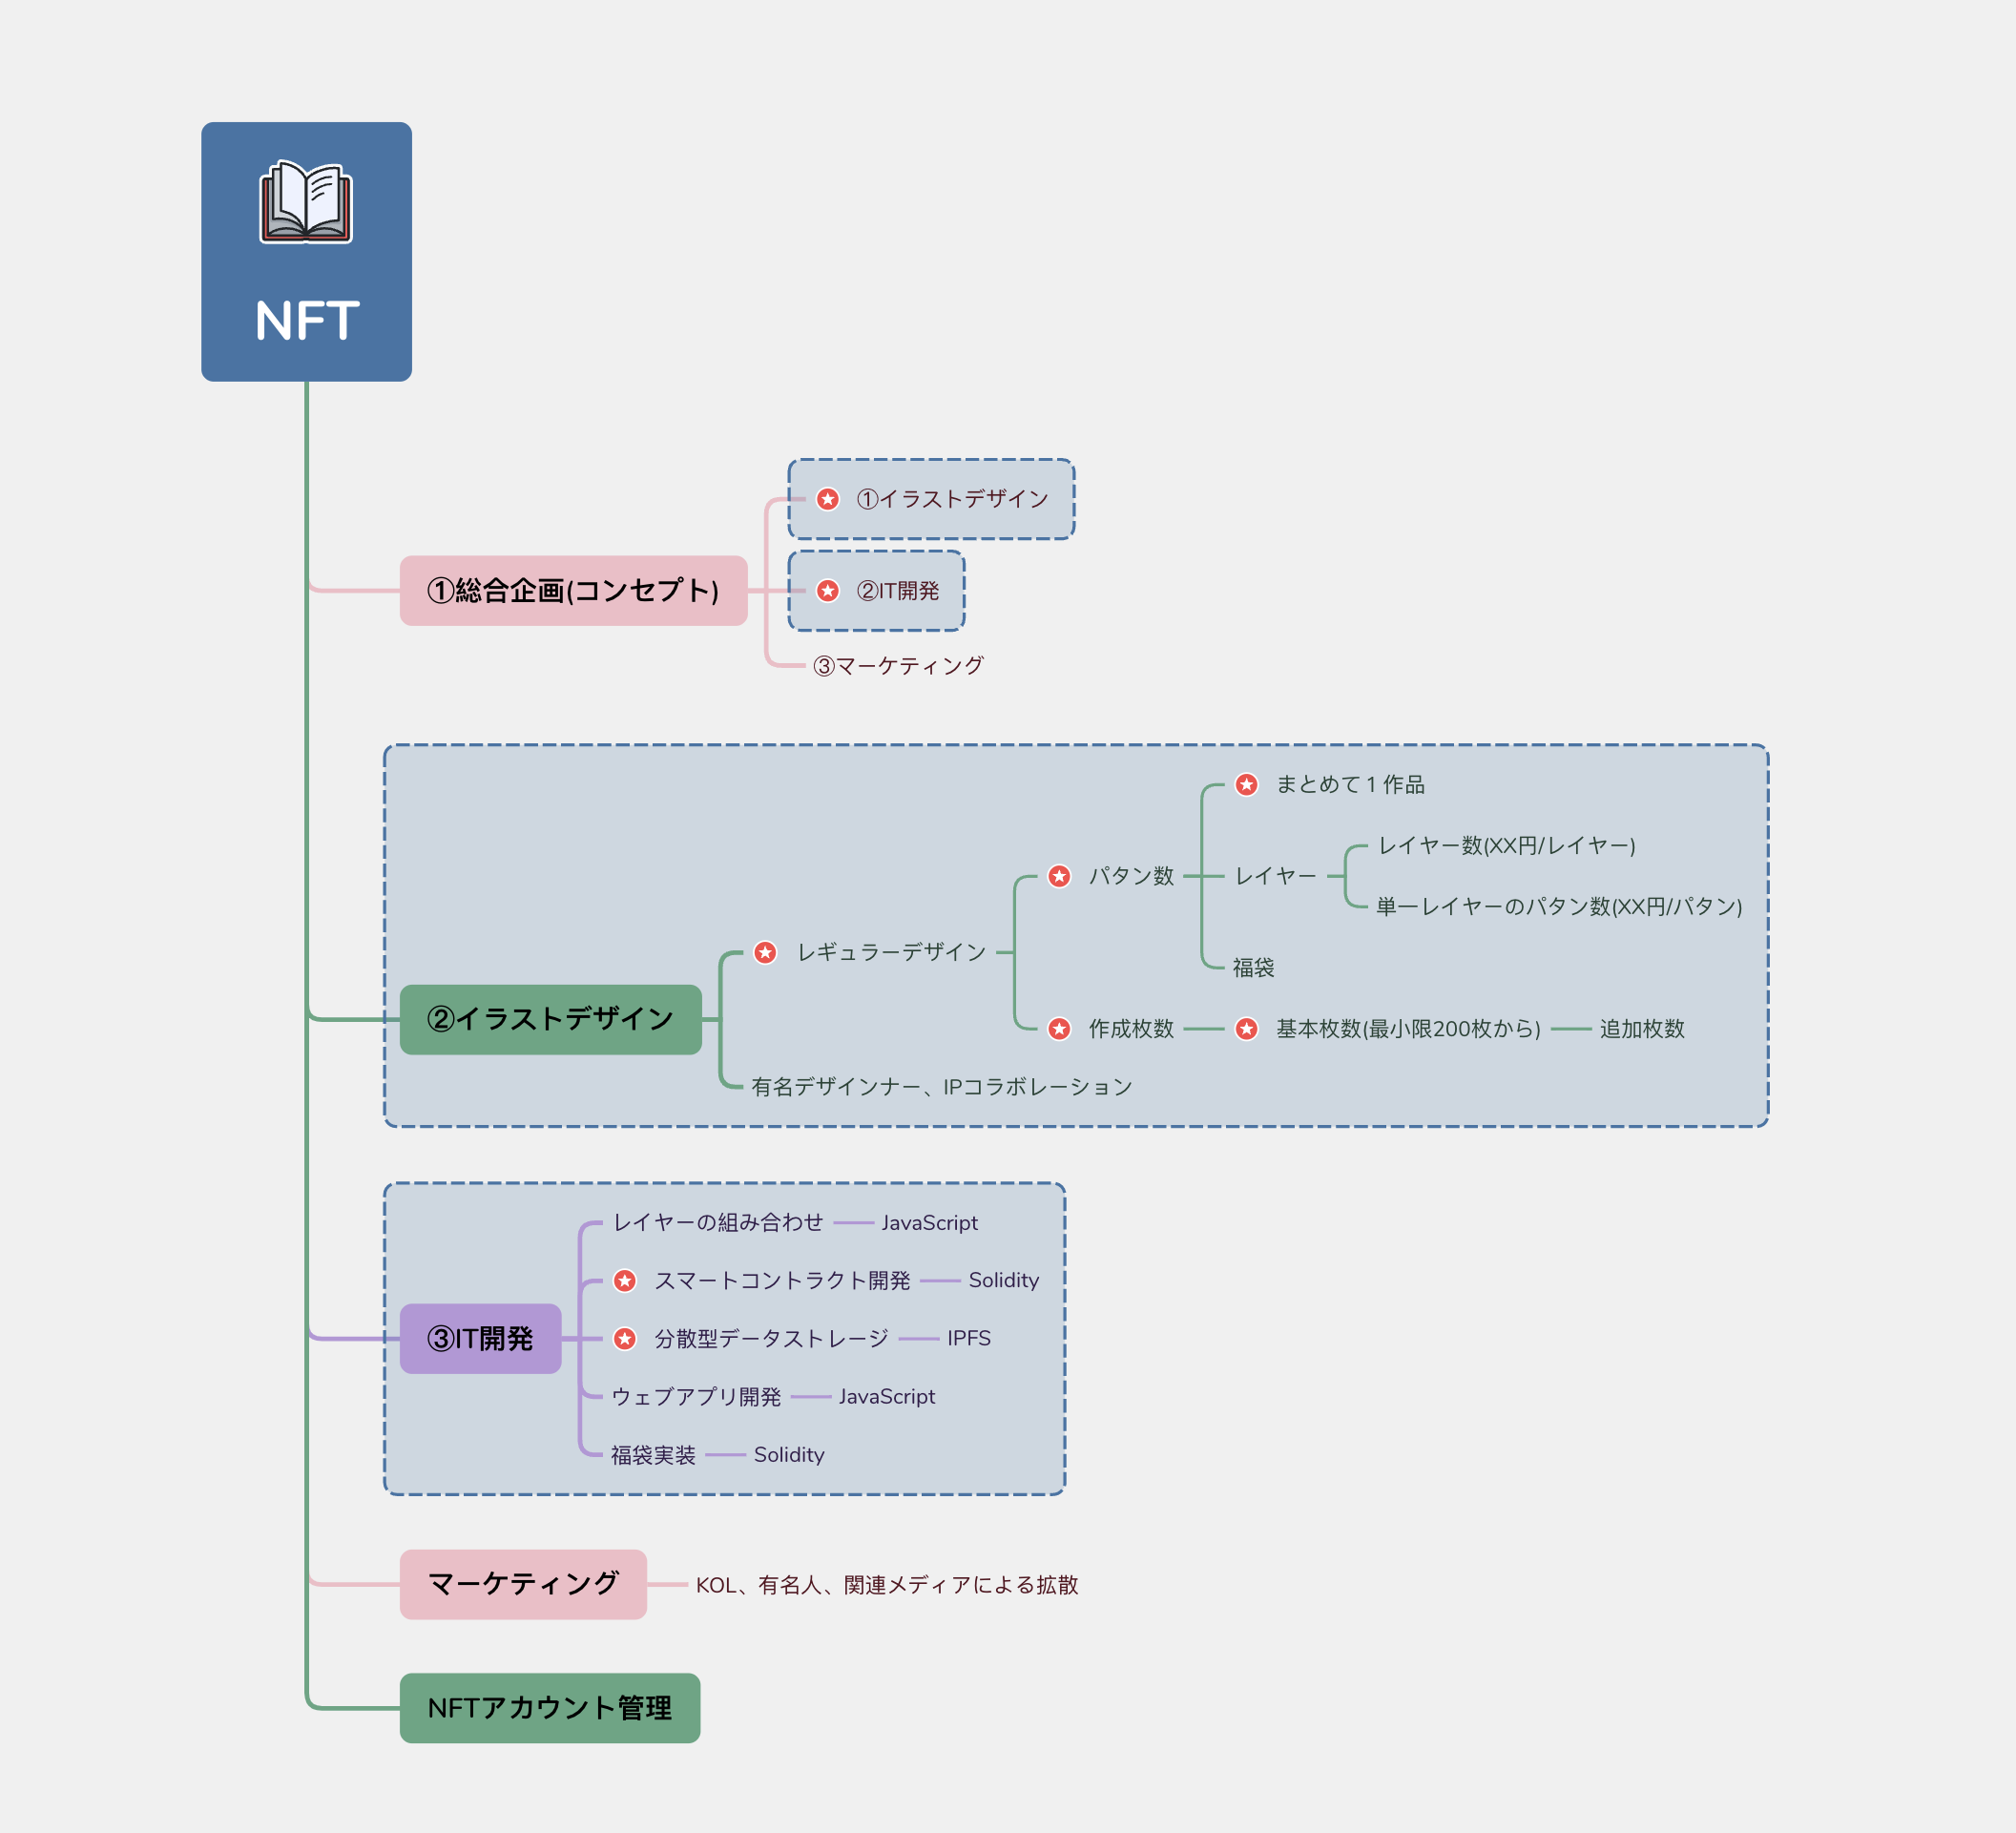 NFT
①総合企画(コンセプト)
①イラストデザイン
②IT開発
③マーケティング
②イラストデザイン
レギュラーデザイン
パタン数
まとめて１作品
レイヤー
レイヤー数(XX円/レイヤー)
単一レイヤーのパタン数(XX円/パタン)
福袋
作成枚数
基本枚数(最小限200枚から)
追加枚数
有名デザインナー、IPコラボレーション
③IT開発
レイヤーの組み合わせ
JavaScript
スマートコントラクト開発
Solidity
分散型データストレージ
IPFS
ウェブアプリ開発
JavaScript
福袋実装
Solidity
マーケティング
KOL、有名人、関連メディアによる拡散
NFTアカウント管理